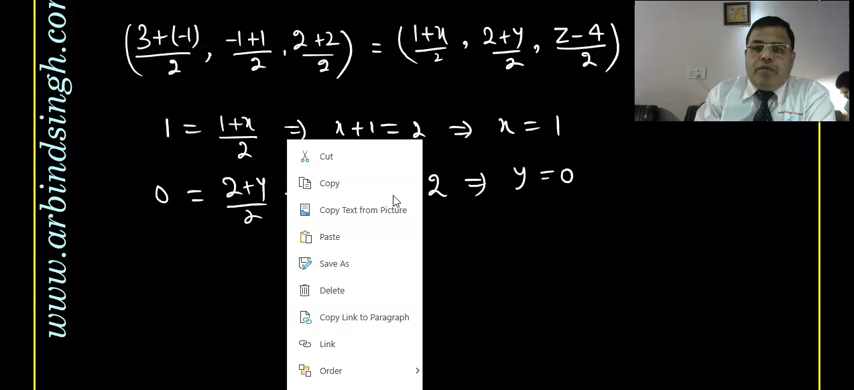 www.arbindsingh.co
(3+(-1)/2, -1+1/2, 2+2/2) = (1+x/2, 2+y/2, z-4/2)
1 = 1+x/2 ⇒ x+1 = 2 ⇒ x = 1
0 = 2+y/2 2 ⇒ y = 0
Cut
Copy
Copy Text from Picture
Paste
Save As
Delete
Copy Link to Paragraph
Link
Order